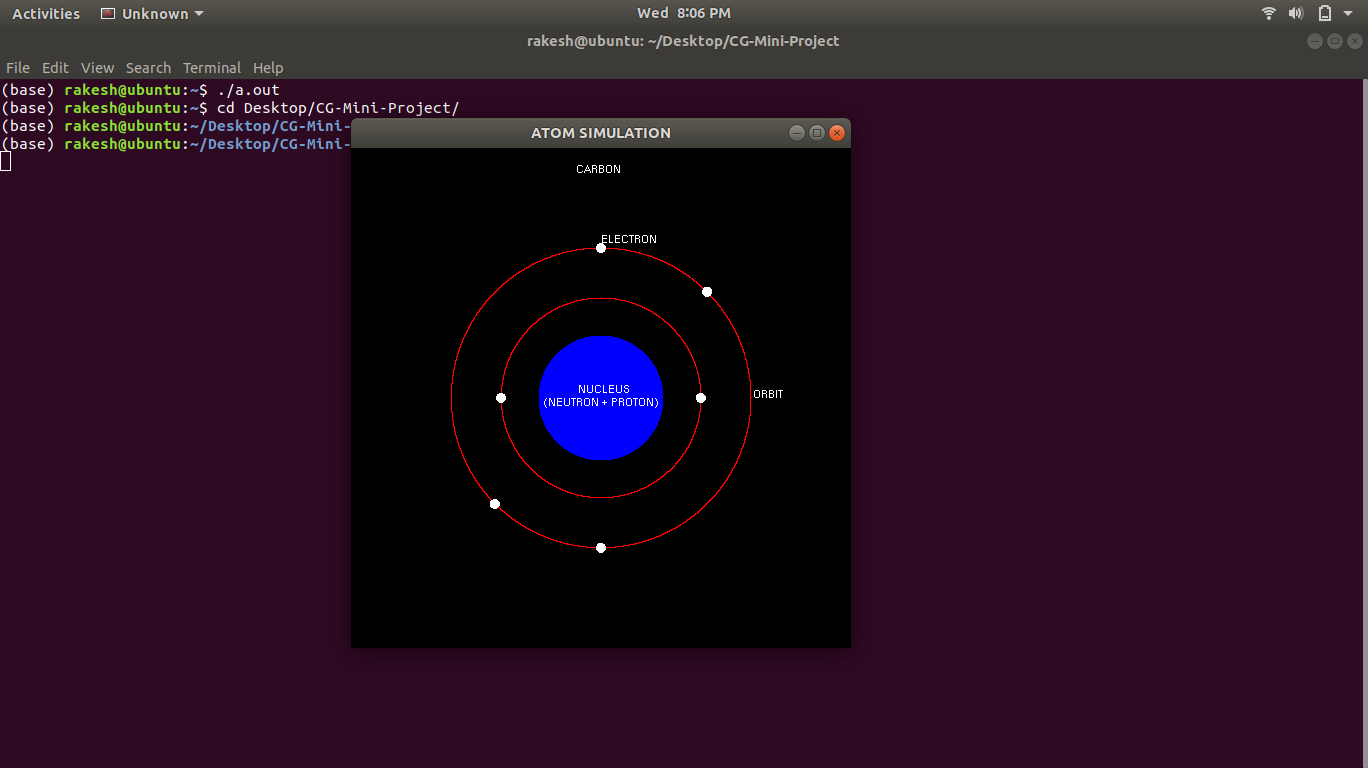 Activities Unknown Wed 8:06 PM
rakesh@ubuntu: ~/Desktop/CG-Mini-Project
File Edit View Search Terminal Help
(base) rakesh@ubuntu:~$ ./a.out
(base) rakesh@ubuntu:~$ cd Desktop/CG-Mini-Project/
(base) rakesh@ubuntu:~/Desktop/CG-Mini-
(base) rakesh@ubuntu:~/Desktop/CG-Mini-
ATOM SIMULATION
CARBON
ELECTRON
NUCLEUS
(NEUTRON + PROTON)
ORBIT